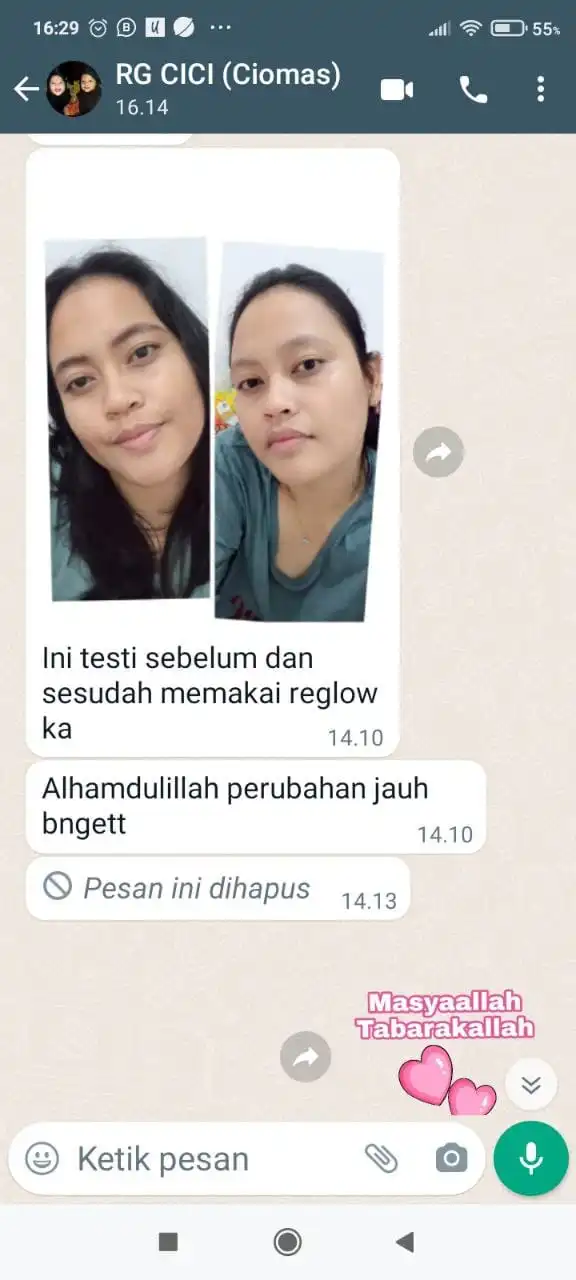 16:29
55%
RG CICI (Ciomas)
16.14
Ini testi sebelum dan
sesudah memakai reglow
ka
14.10
Alhamdulillah perubahan jauh
bngett
14.10
Pesan ini dihapus
14.13
Masyaallah
Tabarakallah
Ketik pesan